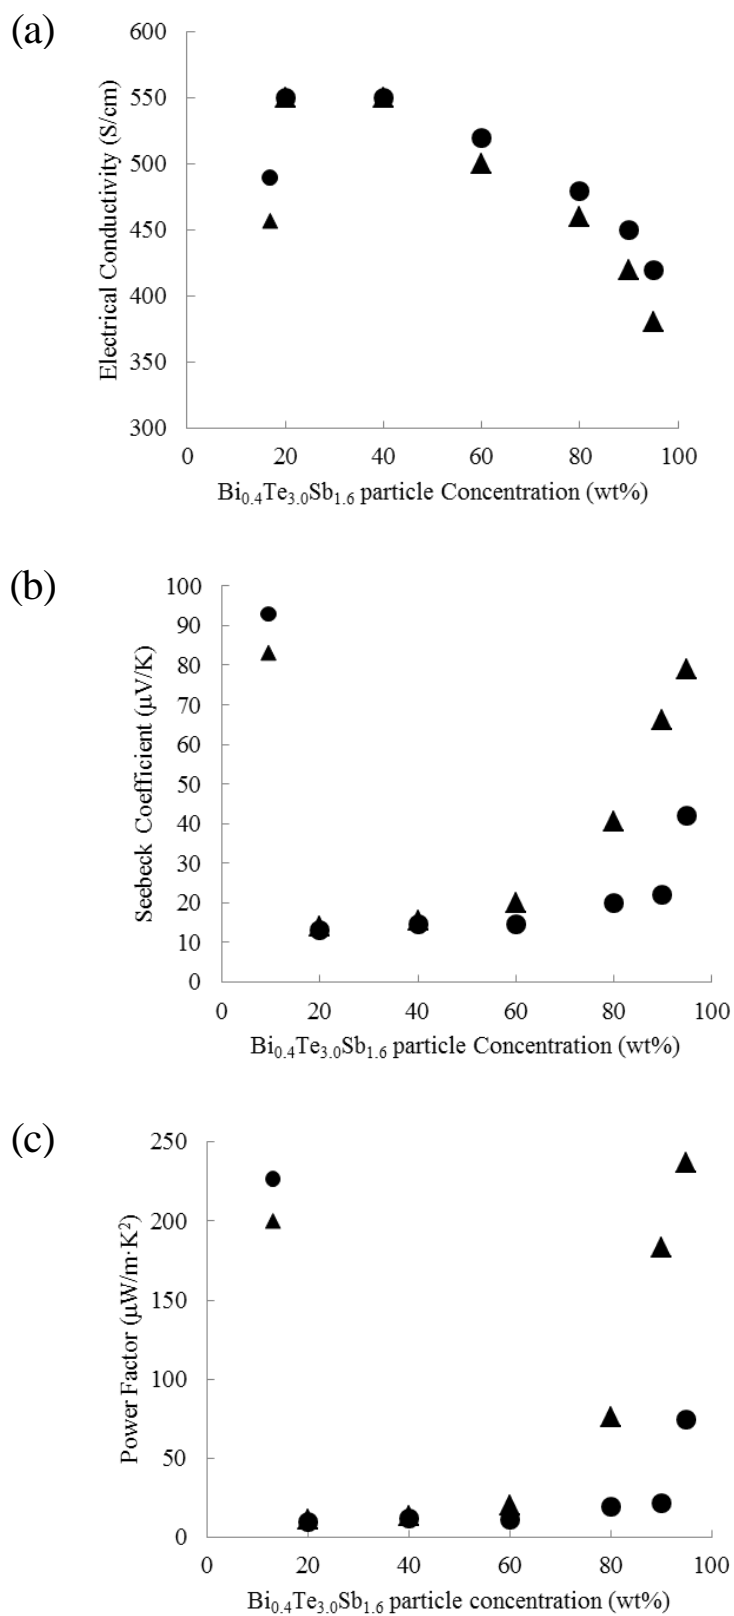 (a)
600
550
500
450
400
350
300
Electrical Conductivity (S/cm)
0 20 40 60 80 100
Bi0.4Te3.0Sb1.6 particle Concentration (wt%)
(b)
100
90
80
70
60
50
40
30
20
10
0
Seebeck Coefficient (µV/K)
0 20 40 60 80 100
Bi0.4Te3.0Sb1.6 particle Concentration (wt%)
(c)
250
200
150
100
50
0
Power Factor (µW/m·K²)
0 20 40 60 80 100
Bi0.4Te3.0Sb1.6 particle concentration (wt%)